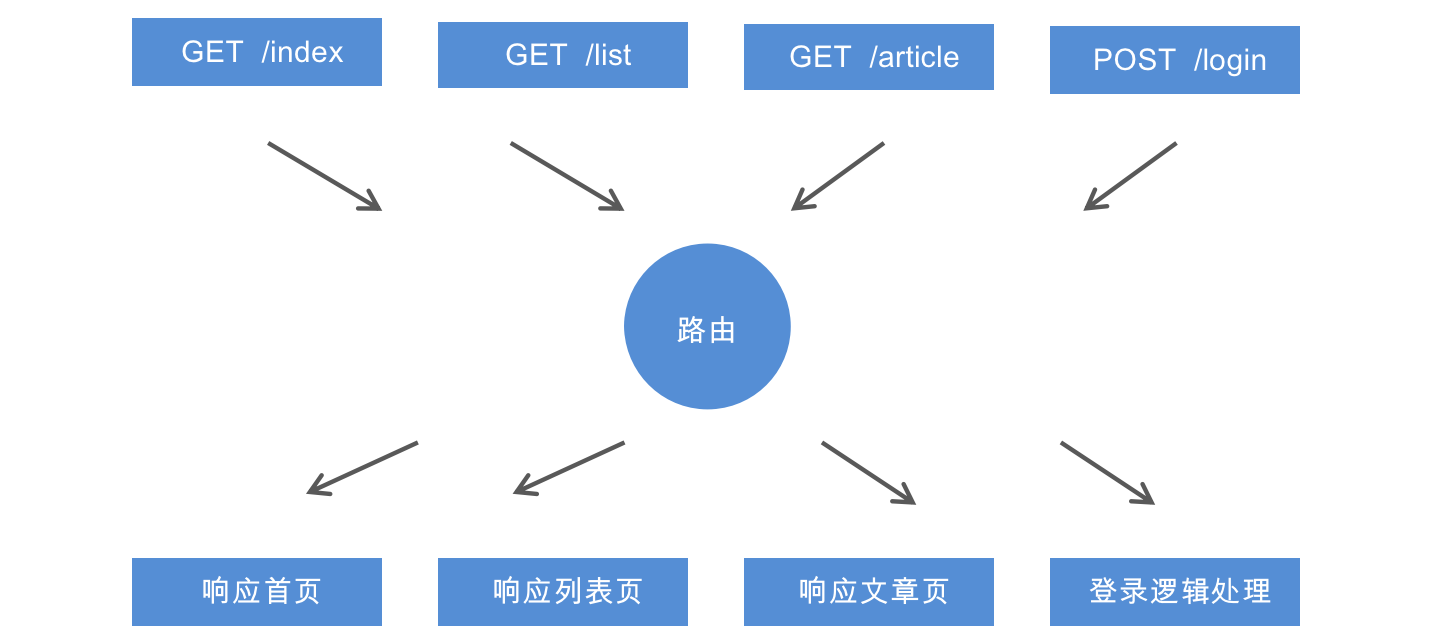 GET /index
GET /list
GET /article
POST /login
路由
响应首页
响应列表页
响应文章页
登录逻辑处理